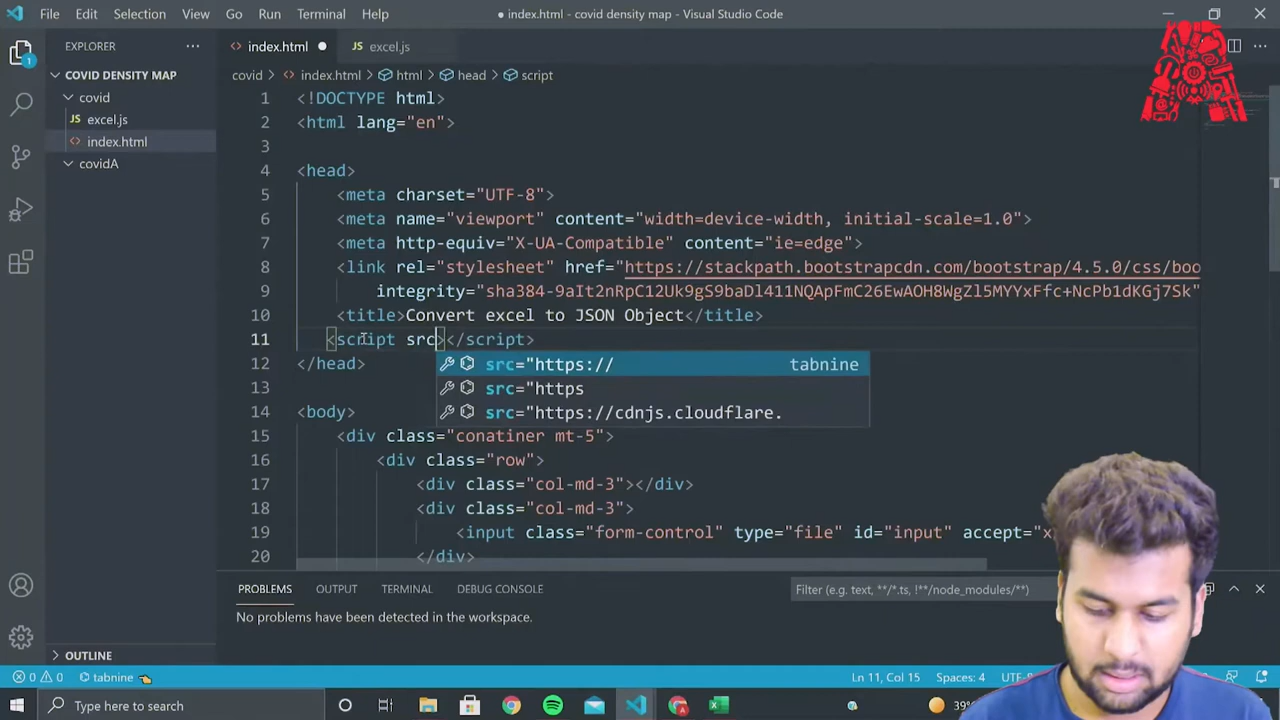 File Edit Selection View Go Run Terminal Help ● index.html - covid density map - Visual Studio Code
EXPLORER
COVID DENSITY MAP
covid
JS excel.js
index.html
covidA
OUTLINE
index.html JS excel.js
covid > index.html > html > head > script
1 <!DOCTYPE html>
2 <html lang="en">
3
4 <head>
5 <meta charset="UTF-8">
6 <meta name="viewport" content="width=device-width, initial-scale=1.0">
7 <meta http-equiv="X-UA-Compatible" content="ie=edge">
8 <link rel="stylesheet" href="https://stackpath.bootstrapcdn.com/bootstrap/4.5.0/css/boo
9 integrity="sha384-9aIt2nRpC12Uk9gS9baDl411NQApFmC26EwAOH8WgZl5MYYxFfc+NcPb1dKGj7Sk"
10 <title>Convert excel to JSON Object</title>
11 <script src></script>
src="https:// tabnine
src="https
src="https://cdnjs.cloudflare.
12 </head>
13
14 <body>
15 <div class="conatiner mt-5">
16 <div class="row">
17 <div class="col-md-3"></div>
18 <div class="col-md-3">
19 <input class="form-control" type="file" id="input" accept="x
20 </div>
PROBLEMS OUTPUT TERMINAL DEBUG CONSOLE Filter (e.g. text, **/*.ts, !**/node_modules/**)
No problems have been detected in the workspace.
0 0 tabnine Ln 11, Col 15 Spaces: 4
Type here to search 39°